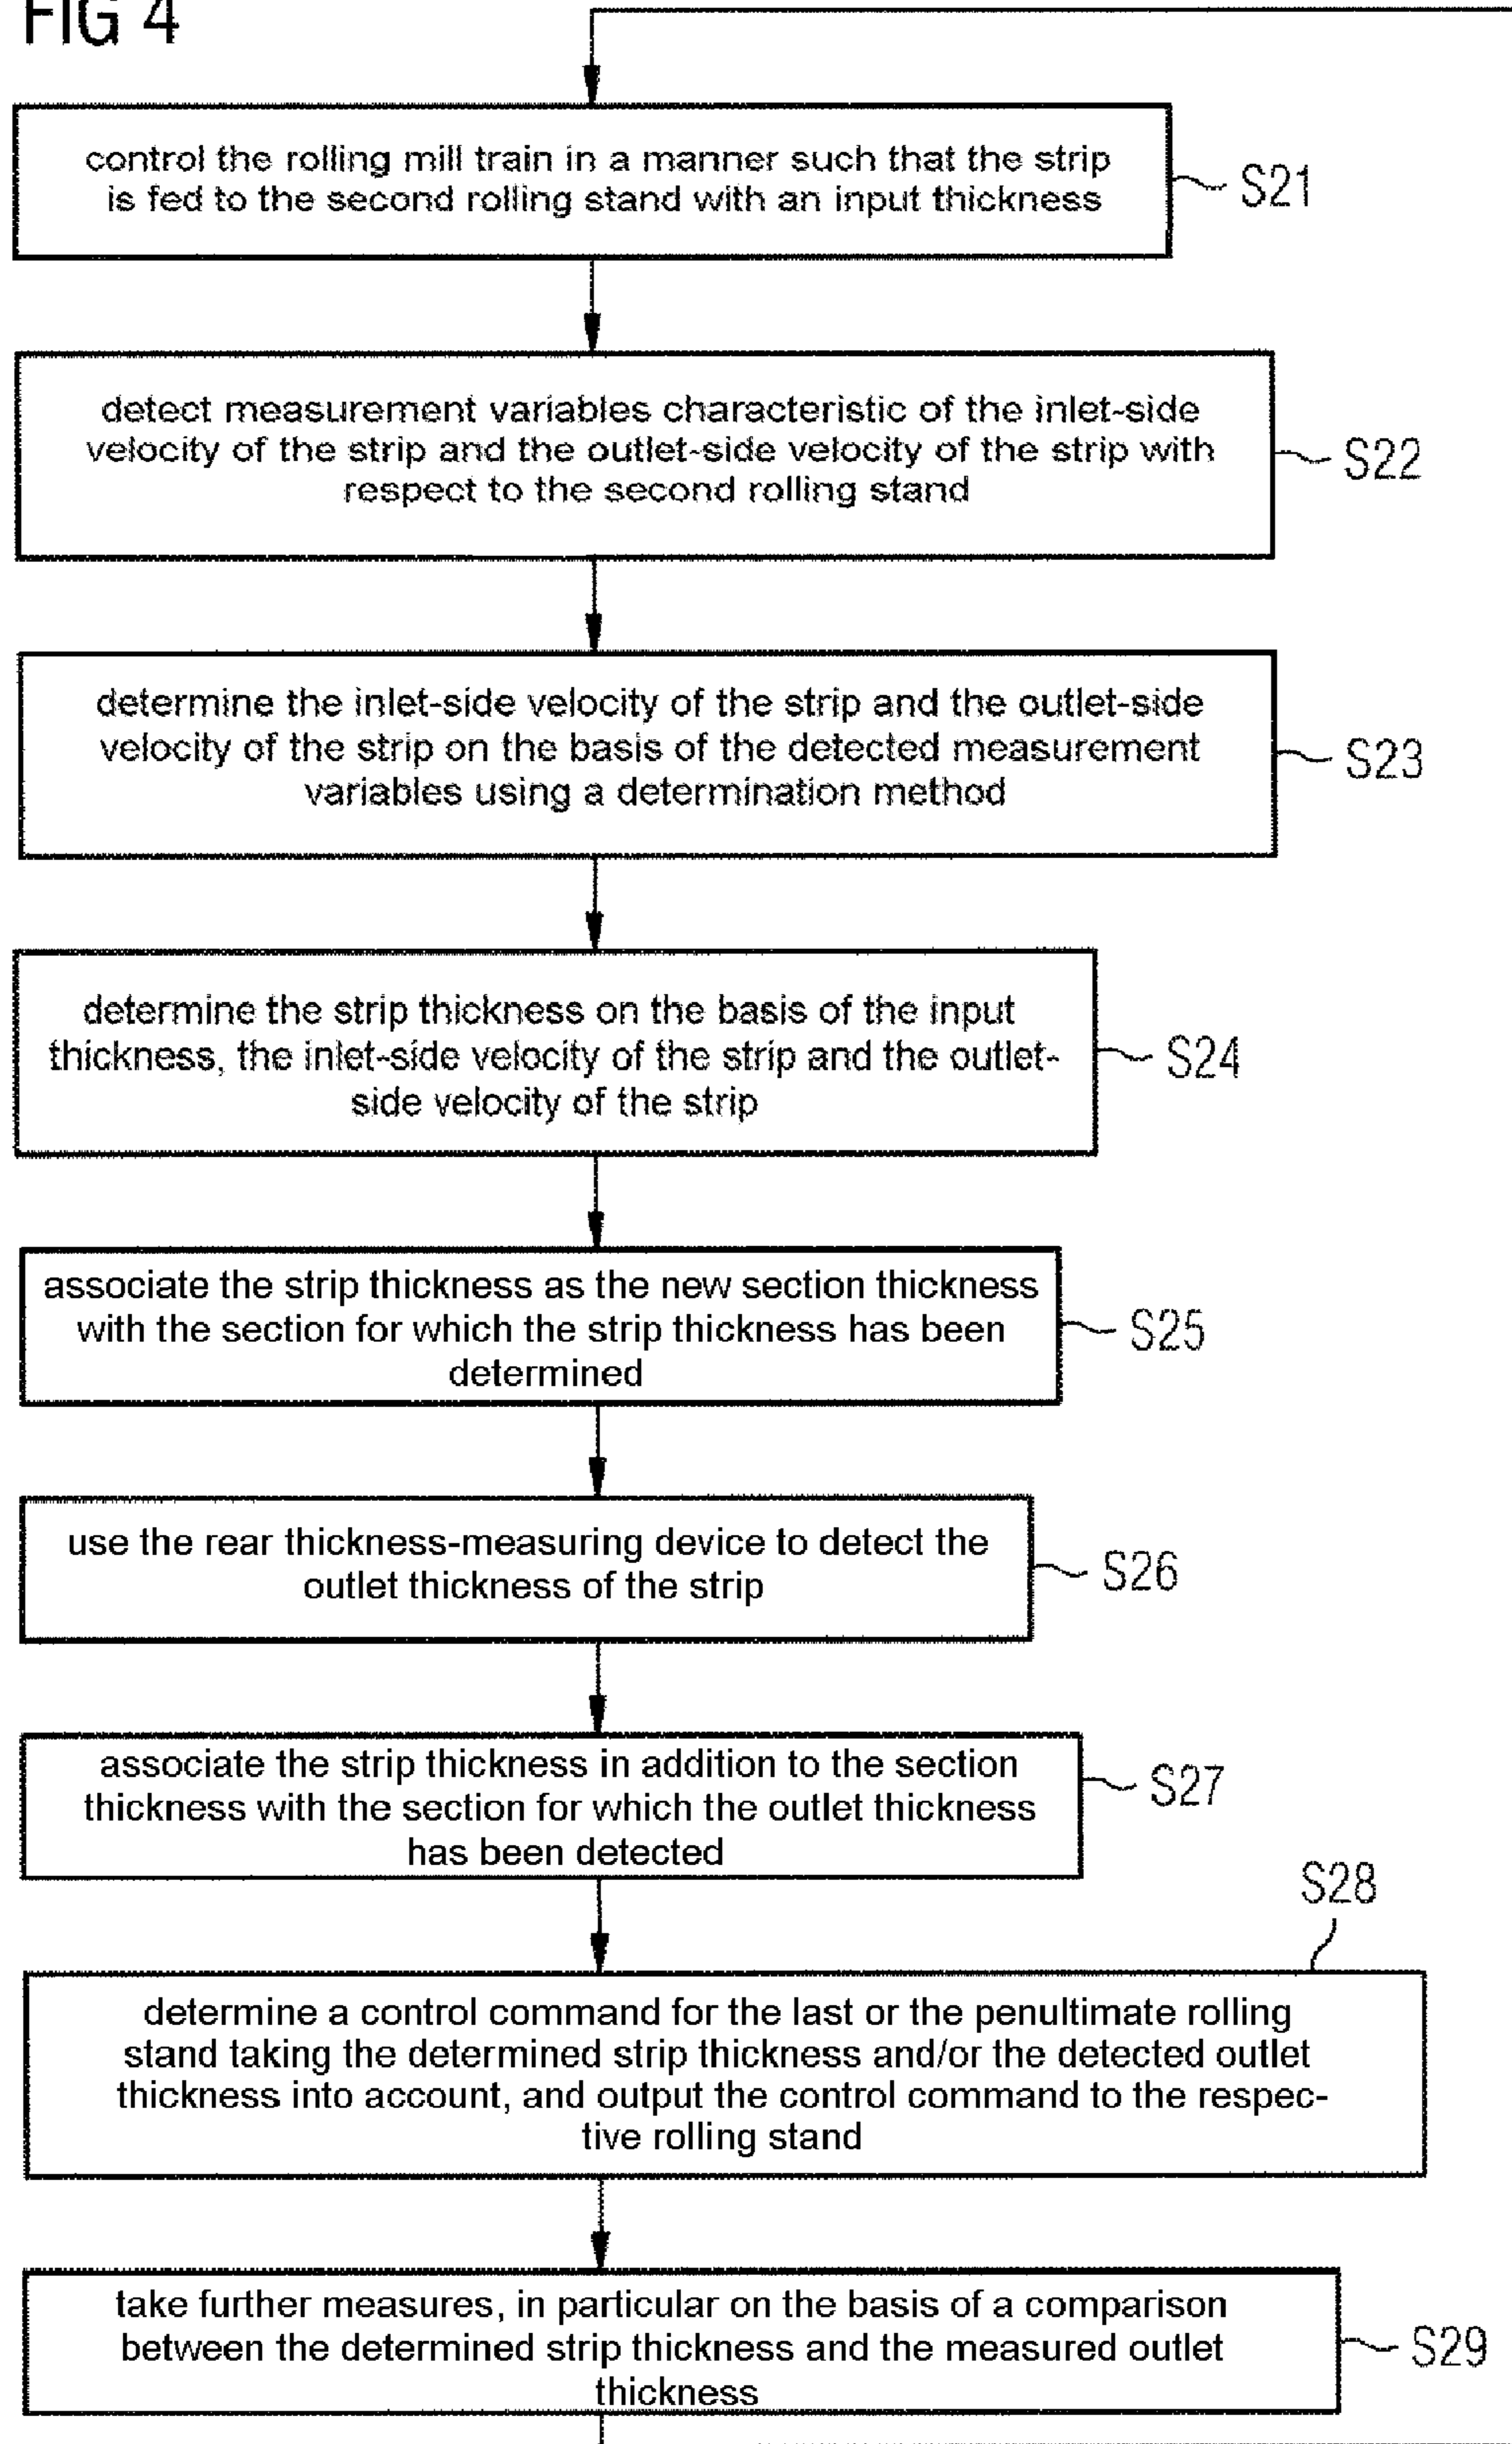 FIG 4
control the rolling mill train in a manner such that the strip
is fed to the second rolling stand with an input thickness
S21
detect measurement variables characteristic of the inlet-side
velocity of the strip and the outlet-side velocity of the strip with
respect to the second rolling stand
S22
determine the inlet-side velocity of the strip and the outlet-side
velocity of the strip on the basis of the detected measurement
variables using a determination method
S23
determine the strip thickness on the basis of the input
thickness, the inlet-side velocity of the strip and the outlet-
side velocity of the strip
S24
associate the strip thickness as the new section thickness
with the section for which the strip thickness has been
determined
S25
use the rear thickness-measuring device to detect the
outlet thickness of the strip
S26
associate the strip thickness in addition to the section
thickness with the section for which the outlet thickness
has been detected
S27
S28
determine a control command for the last or the penultimate rolling
stand taking the determined strip thickness and/or the detected outlet
thickness into account, and output the control command to the respec-
tive rolling stand
take further measures, in particular on the basis of a comparison
between the determined strip thickness and the measured outlet
thickness
S29